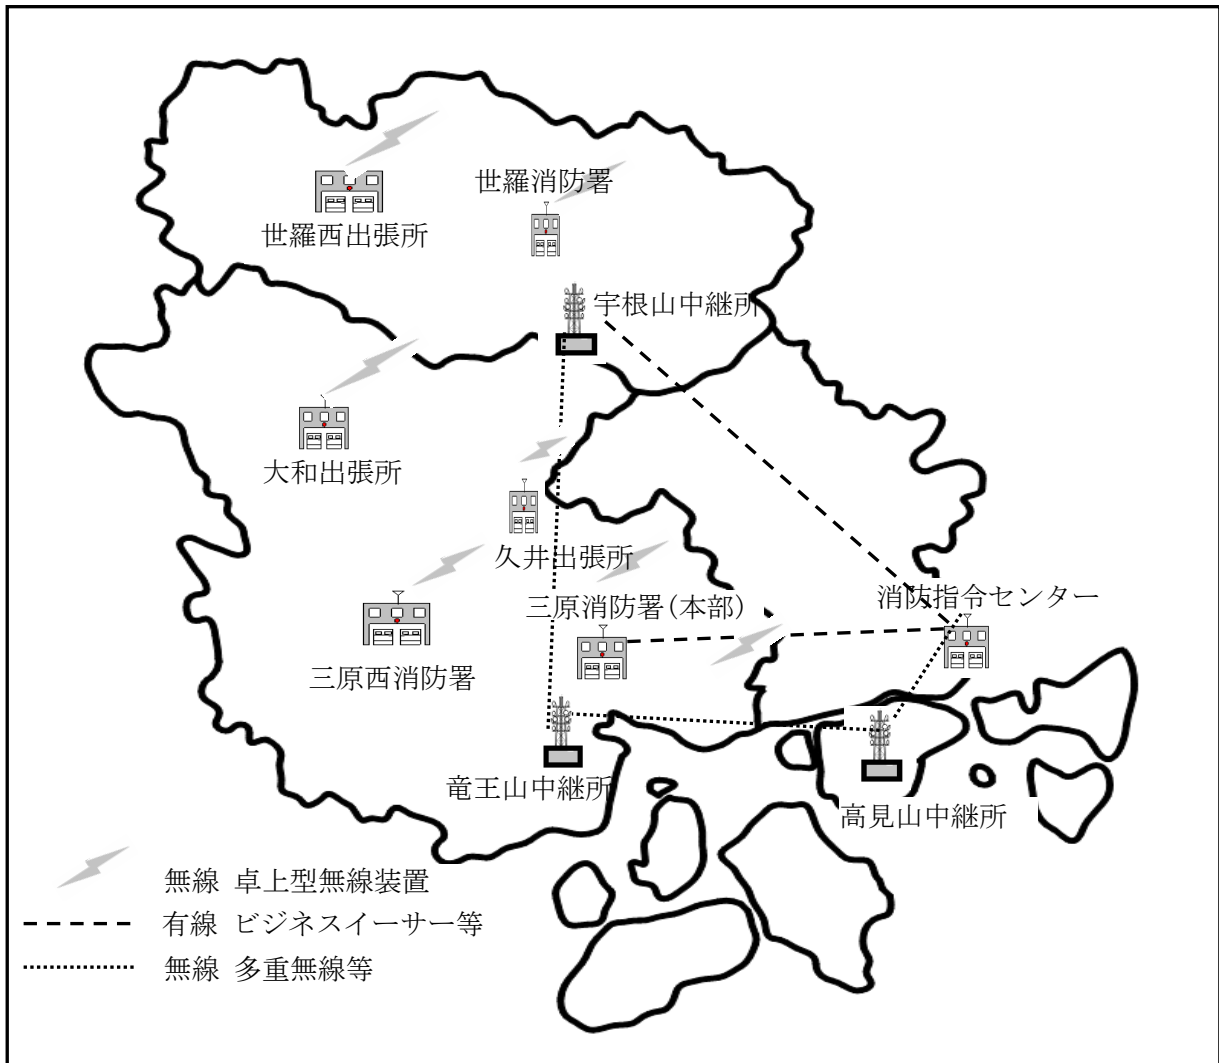 世羅消防署
世羅西出張所
宇根山中継所
大和出張所
久井出張所
消防指令センター
三原消防署(本部)
三原西消防署
竜王山中継所
高見山中継所
無線 卓上型無線装置
有線 ビジネスイーサー等
無線 多重無線等